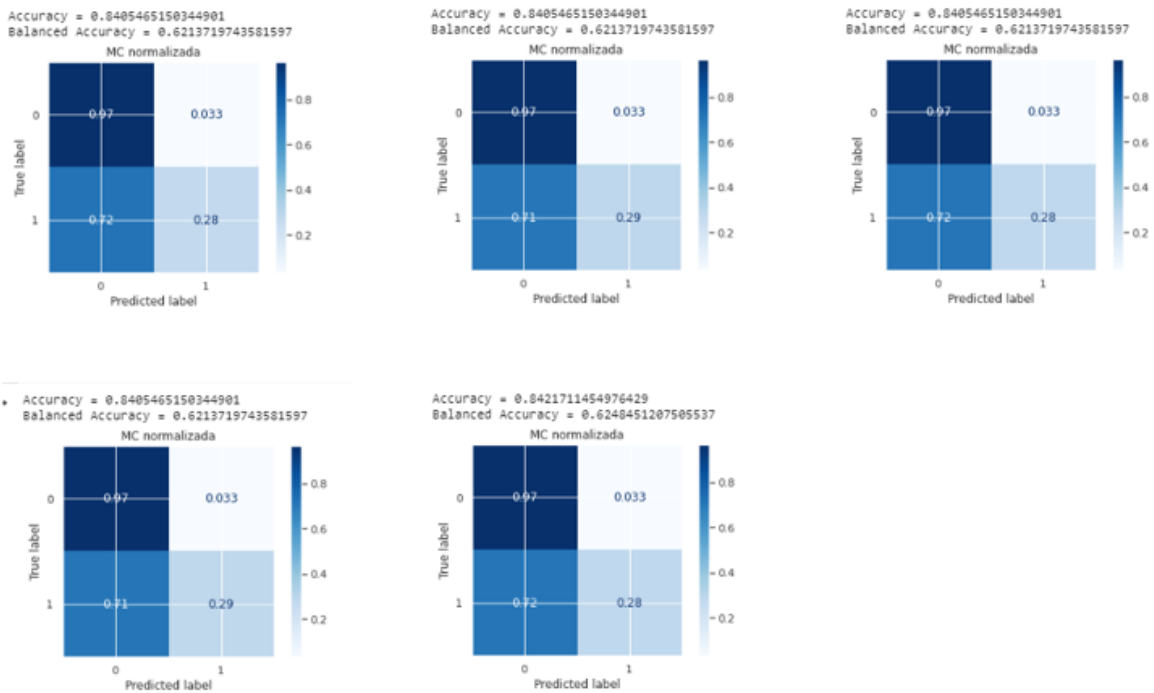 Accuracy = 0.8405465150344901
Balanced Accuracy = 0.6213719743581597
MC normalizada
0
0.97
0.033
0.8
0.6
True label
0.4
1
0.72
0.28
0.2
0
1
Predicted label
Accuracy = 0.8405465150344901
Balanced Accuracy = 0.6213719743581597
MC normalizada
0
0.97
0.033
0.8
0.6
True label
0.4
1
0.71
0.29
0.2
0
1
Predicted label
Accuracy = 0.8405465150344901
Balanced Accuracy = 0.6213719743581597
MC normalizada
0
0.97
0.033
0.8
0.6
True label
0.4
1
0.72
0.28
0.2
0
1
Predicted label
Accuracy = 0.8405465150344901
Balanced Accuracy = 0.6213719743581597
MC normalizada
0
0.97
0.033
0.8
0.6
True label
0.4
1
0.71
0.29
0.2
0
1
Predicted label
Accuracy = 0.8421711454976429
Balanced Accuracy = 0.6248451207505537
MC normalizada
0
0.97
0.033
0.8
0.6
True label
0.4
1
0.72
0.28
0.2
0
1
Predicted label